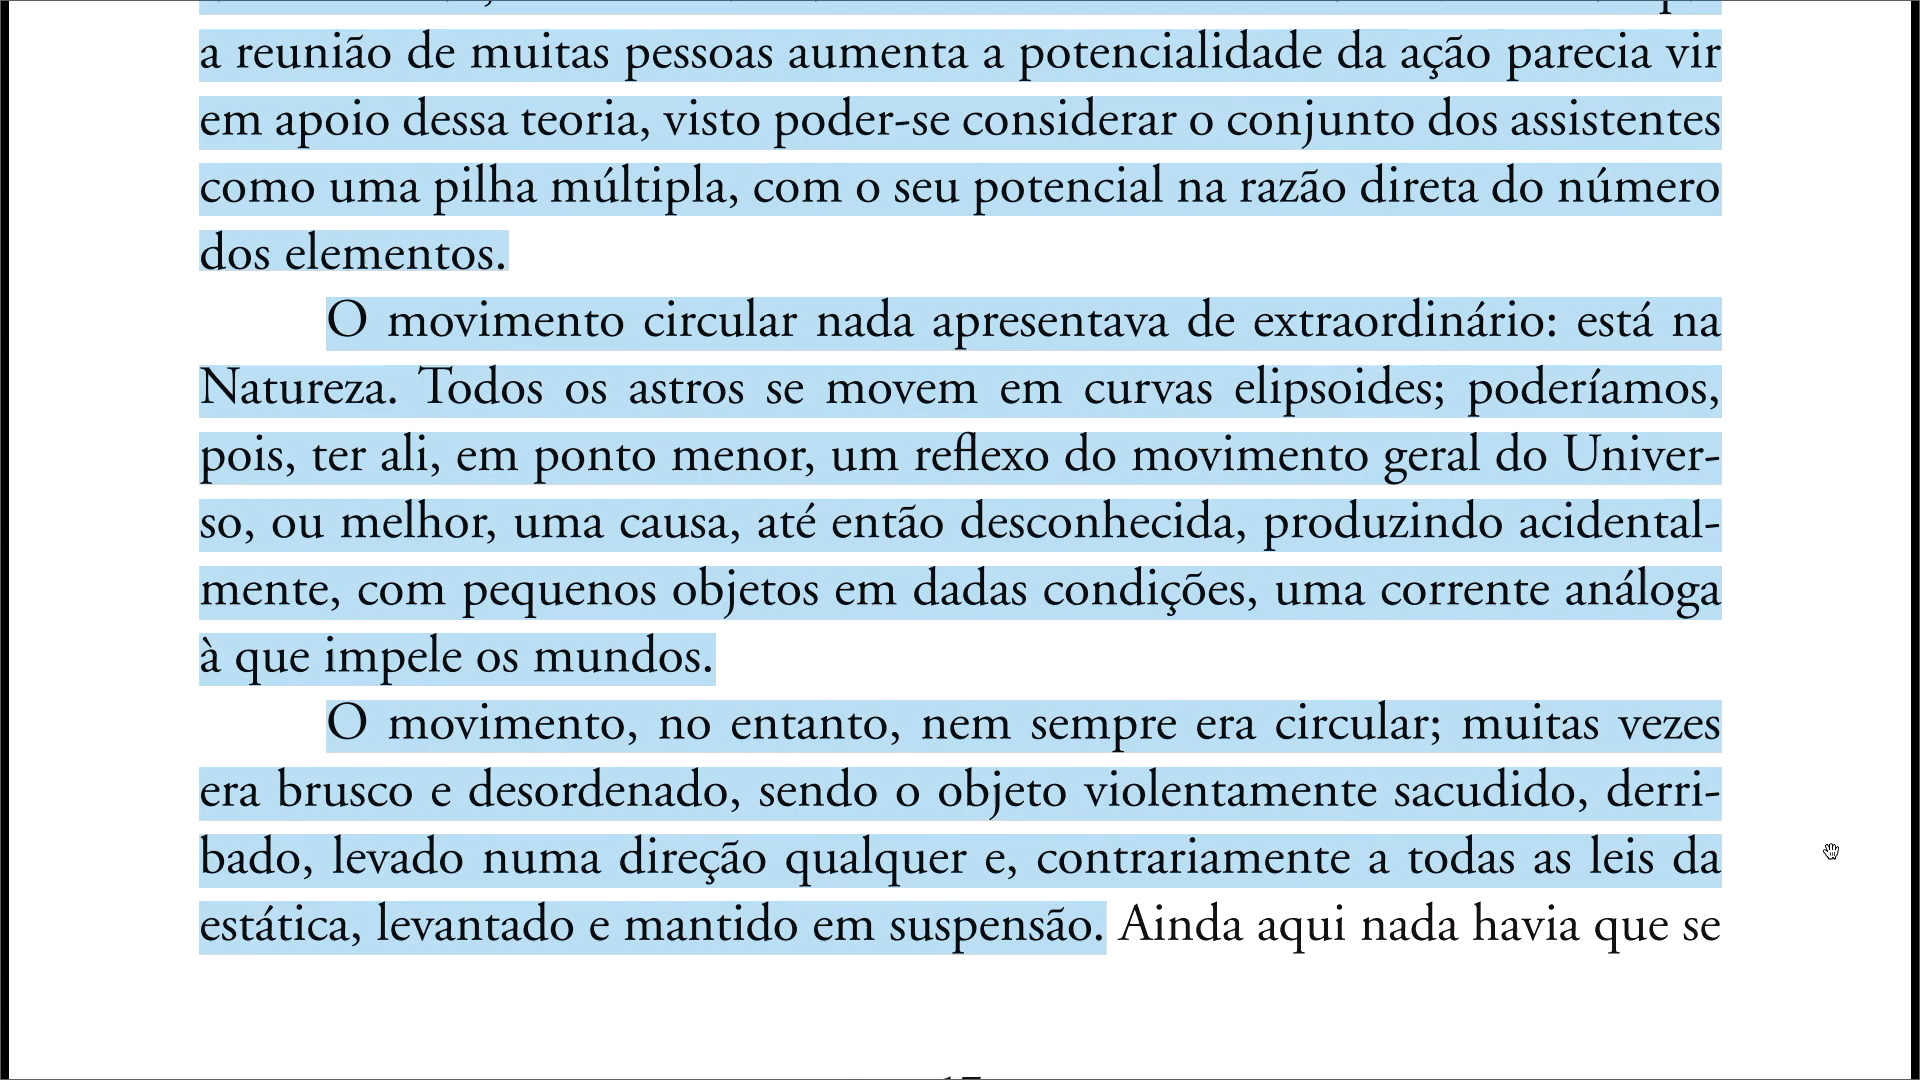 a reunião de muitas pessoas aumenta a potencialidade da ação parecia vir
em apoio dessa teoria, visto poder-se considerar o conjunto dos assistentes
como uma pilha múltipla, com o seu potencial na razão direta do número
dos elementos.
O movimento circular nada apresentava de extraordinário: está na
Natureza. Todos os astros se movem em curvas elipsoides; poderíamos,
pois, ter ali, em ponto menor, um reflexo do movimento geral do Univer-
so, ou melhor, uma causa, até então desconhecida, produzindo acidental-
mente, com pequenos objetos em dadas condições, uma corrente análoga
à que impele os mundos.
O movimento, no entanto, nem sempre era circular; muitas vezes
era brusco e desordenado, sendo o objeto violentamente sacudido, derri-
bado, levado numa direção qualquer e, contrariamente a todas as leis da
estática, levantado e mantido em suspensão. Ainda aqui nada havia que se